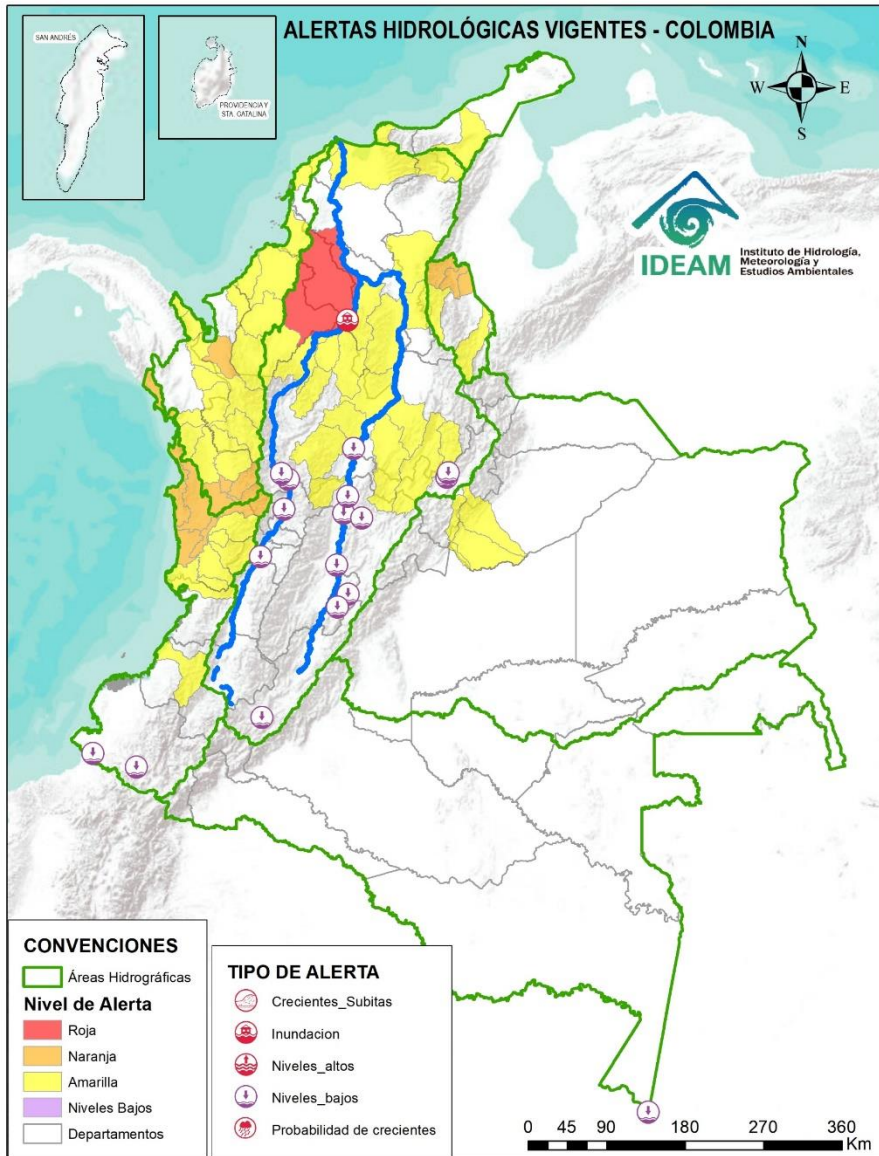 ALERTAS HIDROLÓGICAS VIGENTES - COLOMBIA
SAN ANDRÉS
PROVIDENCIA Y
STA. CATALINA
N
W
E
S
IDEAM
Instituto de Hidrología,
Meteorología y
Estudios Ambientales
CONVENCIONES
Áreas Hidrográficas
Nivel de Alerta
Roja
Naranja
Amarilla
Niveles Bajos
Departamentos
TIPO DE ALERTA
Crecientes_Subitas
Inundacion
Niveles_altos
Niveles_bajos
Probabilidad de crecientes
0 45 90 180 270 360
Km